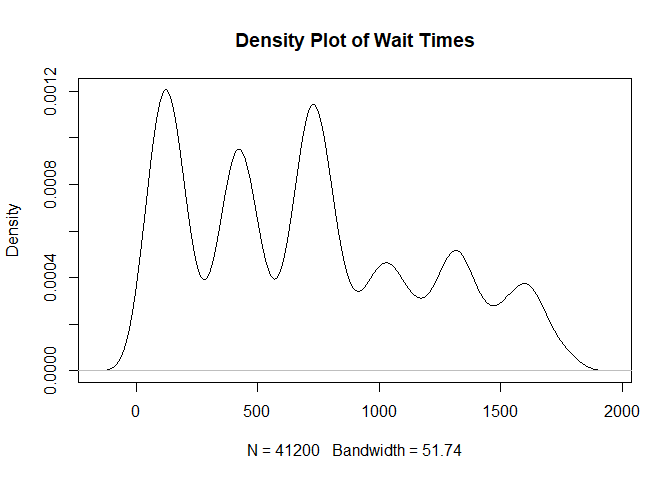 Density Plot of Wait Times
Density
0.0012
0.0008
0.0004
0.0000
0 500 1000 1500 2000
N = 41200 Bandwidth = 51.74